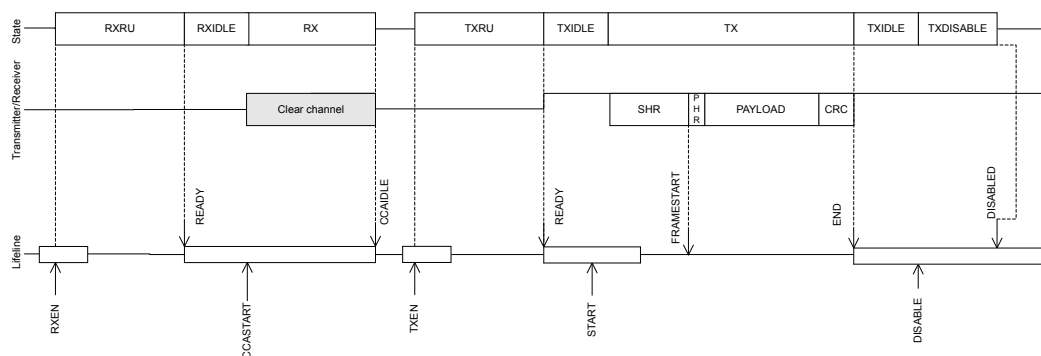 State
RXRU
RXIDLE
RX
TXRU
TXIDLE
TX
TXIDLE
TXDISABLE
Transmitter/Receiver
Clear channel
SHR
PHR
PAYLOAD
CRC
READY
CCAIDLE
READY
FRAMESTART
END
DISABLED
Lifeline
RXEN
CCASTART
TXEN
START
DISABLE